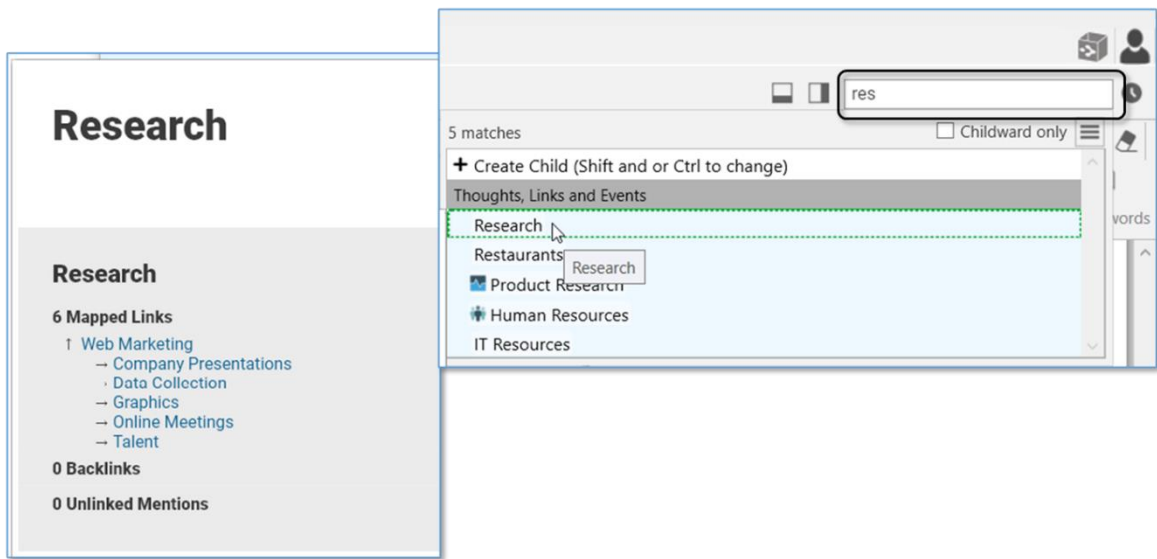 Research
Research
6 Mapped Links
↑ Web Marketing
→ Company Presentations
→ Data Collection
→ Graphics
→ Online Meetings
→ Talent
0 Backlinks
0 Unlinked Mentions
res
5 matches
Childward only
+ Create Child (Shift and or Ctrl to change)
Thoughts, Links and Events
Research
Restaurants
Research
Product Research
Human Resources
IT Resources